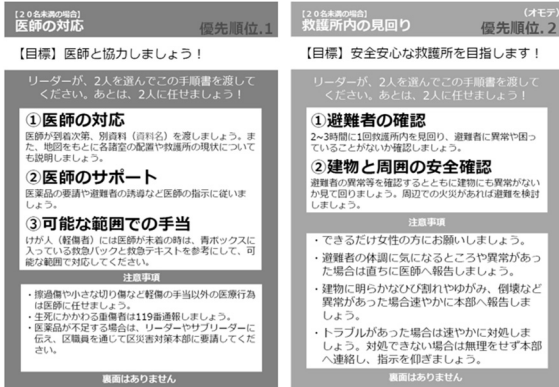 【２０名未満の場合】
医師の対応
優先順位.1
【目標】医師と協力しましょう！
リーダーが、2人を選んでこの手順書を渡して
ください。あとは、2人に任せましょう！
①医師の対応
医師が到着次第、別資料（資料名）を渡しましょう。ま
た、地図をもとに各諸室の配置や救護所の現状について
も説明しましょう。
②医師のサポート
医薬品の要請や避難者の誘導など医師の指示に従いま
しょう。
③可能な範囲での手当
けが人（軽傷者）には医師が未着の時は、青ボックスに
入っている救急パックと救急テキストを参考にして、可
能な範囲で対応してください。
注意事項
・擦過傷や小さな切り傷など軽傷の手当以外の医療行為
は医師に任せましょう。
・生死にかかわる重傷者は119番通報しましょう。
・医薬品が不足する場合は、リーダーやサブリーダーに
伝え、区職員を通じて区災害対策本部に要請してくだ
さい。
裏面はありません
【２０名未満の場合】
救護所内の見回り
（オモテ）
優先順位.2
【目標】安全安心な救護所を目指します！
リーダーが、2人を選んでこの手順書を渡して
ください。あとは、2人に任せましょう！
①避難者の確認
2~3時間に1回救護所内を見回り、避難者に異常や困っ
ていることがないか確認しましょう。
②建物と周囲の安全確認
避難者の異常等を確認するとともに建物にも異常がない
か見て回りましょう。周辺での火災があれば避難を検討
しましょう。
注意事項
・できるだけ女性の方にお願いしましょう。
・避難者の体調に気になるところや異常があっ
た場合は直ちに医師へ報告しましょう。
・建物に明らかなひび割れやゆがみ、倒壊など
異常があった場合速やかに本部へ報告しま
しょう。
・トラブルがあった場合は速やかに対処しま
しょう。対処できない場合は無理をせず本部
へ連絡し、指示を仰ぎましょう。
裏面はありません